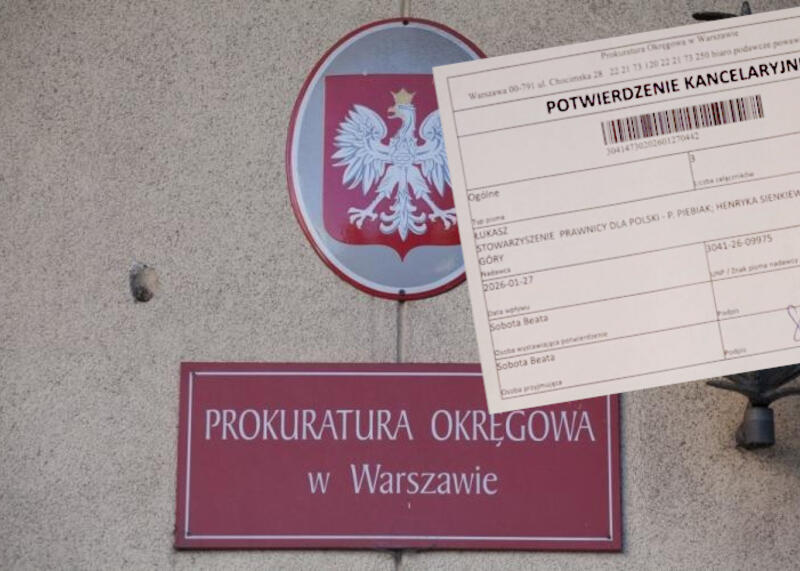 Prokuratura Okręgowa w Warszawie
Warszawa 00-791 ul. Chocimska 28 22 21 73 120 22 21 73 250 biuro podawcze
POTWIERDZENIE KANCELARYJN
30414730202601270442
Ogólne
3
Typ pisma
Liczba załączników
ŁUKASZ
STOWARZYSZENIE PRAWNICY DLA POLSKI - P. PIEBIAK; HENRYKA SIENKIEW
GÓRY
Nadawca
3041-26-09975
UNP / Znak pisma nadawcy
2026-01-27
Data wpływu
Sobota Beata
Podpis
Osoba wystawiająca potwierdzenie
Sobota Beata
Podpis
Osoba przyjmująca
PROKURATURA OKRĘGOWA
w Warszawie